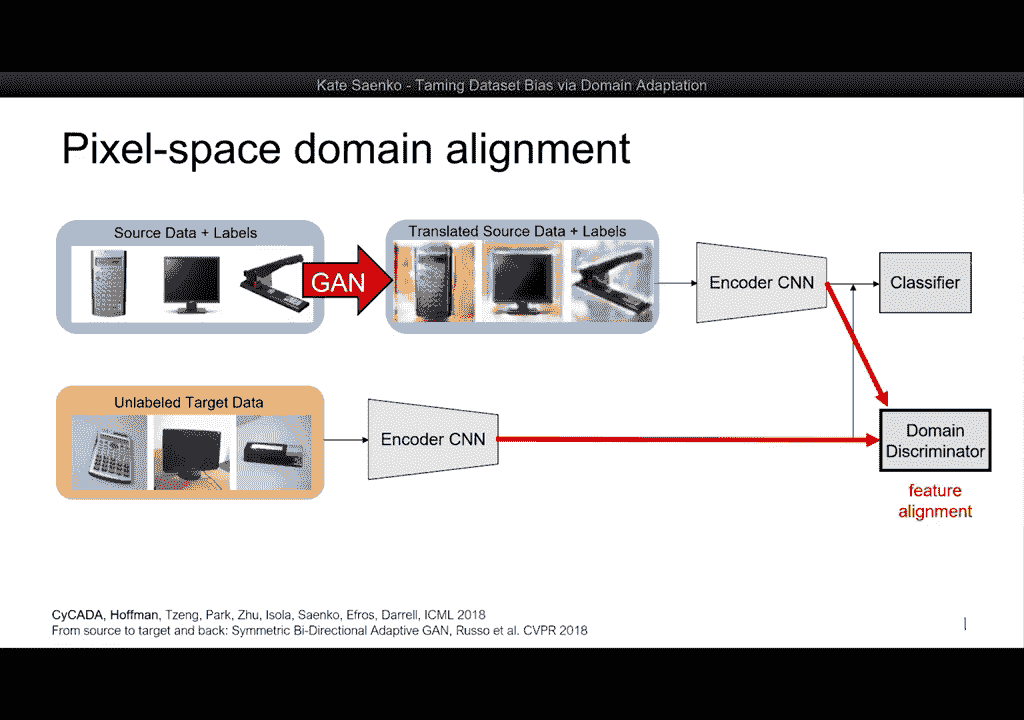 Kate Saenko - Taming Dataset Bias via Domain Adaptation
Pixel-space domain alignment
Source Data + Labels
GAN
Translated Source Data + Labels
Encoder CNN
Classifier
Unlabeled Target Data
Encoder CNN
Domain
Discriminator
feature
alignment
CyCADA, Hoffman, Tzeng, Park, Zhu, Isola, Saenko, Efros, Darrell, ICML 2018
From source to target and back: Symmetric Bi-Directional Adaptive GAN, Russo et al. CVPR 2018